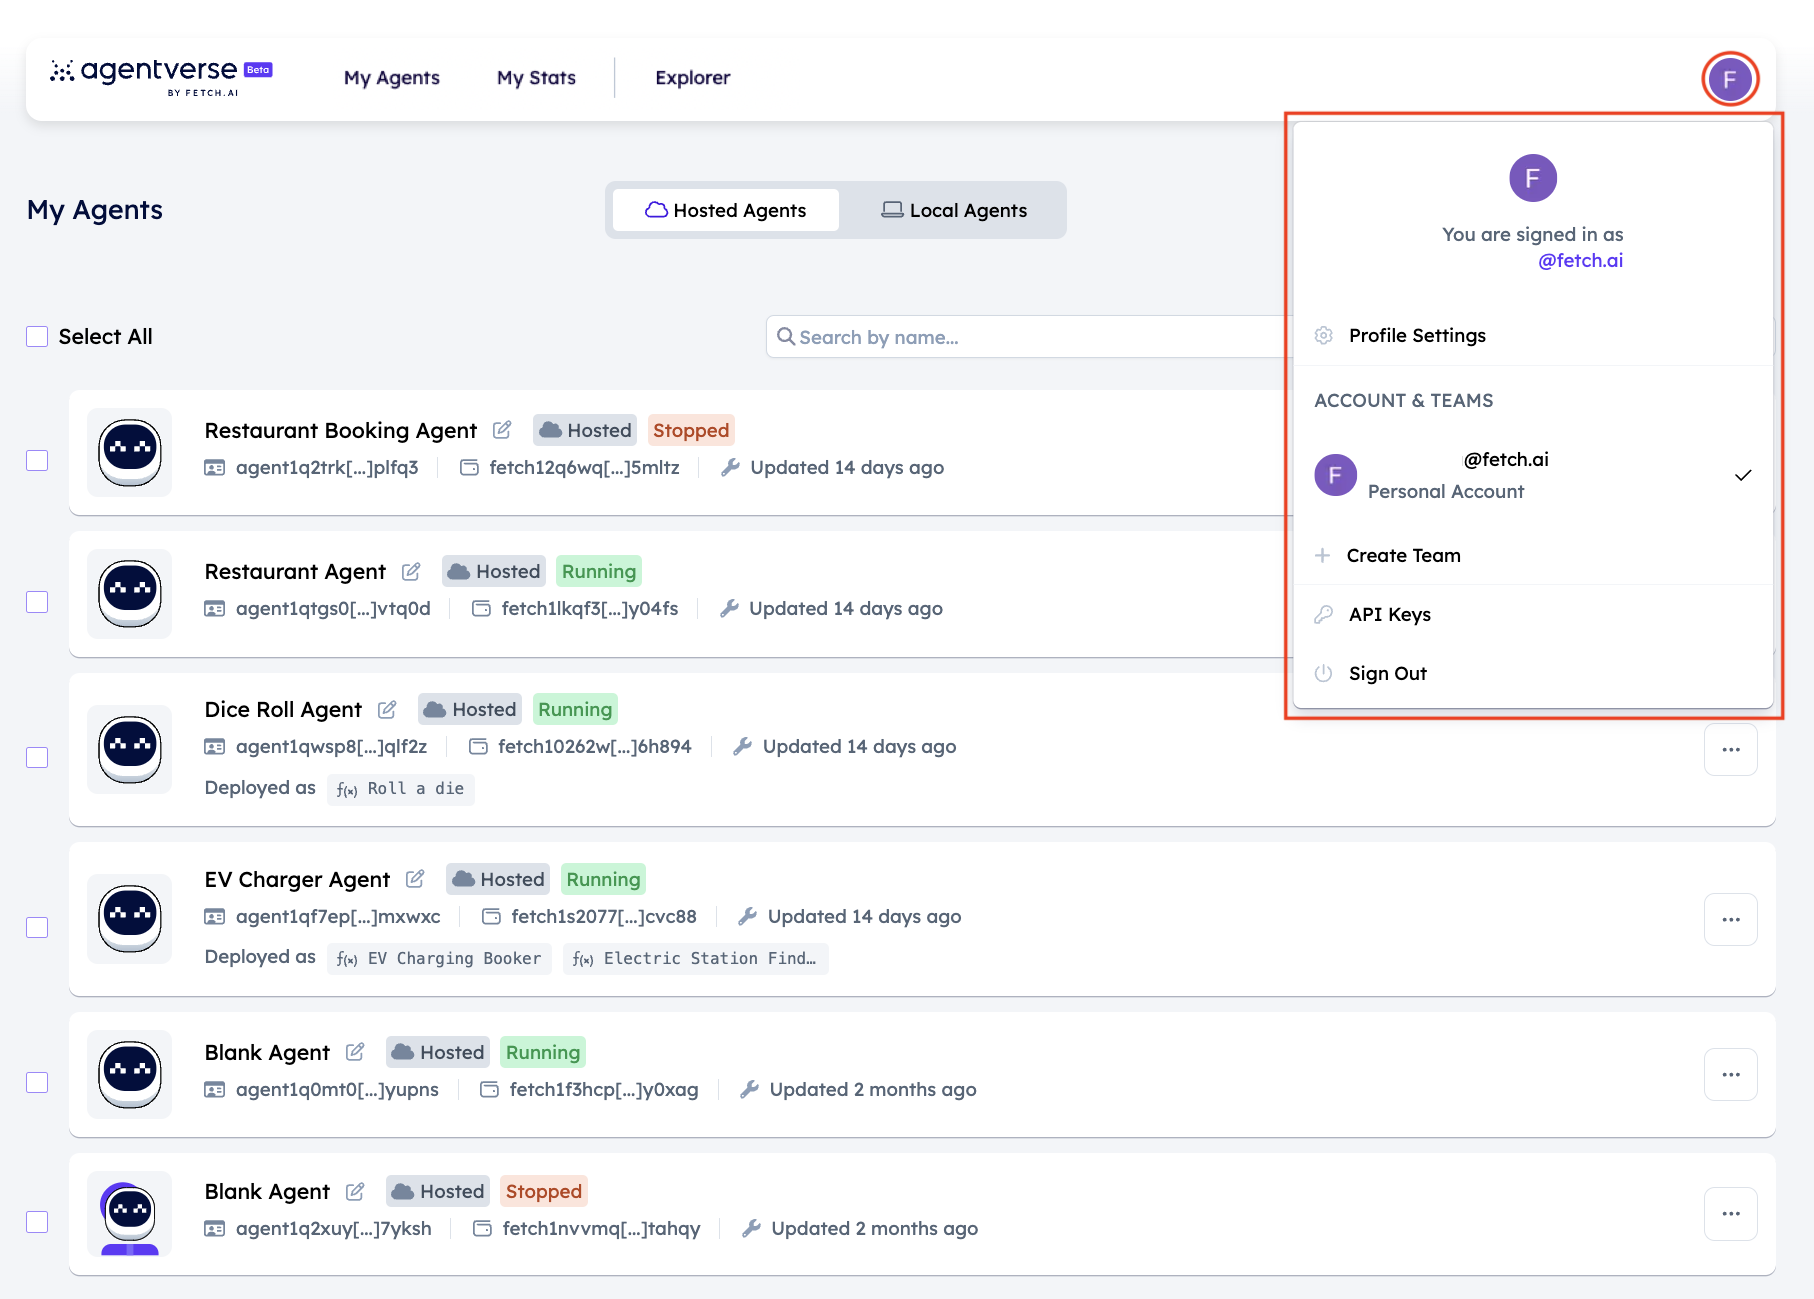 agentverse Beta
BY FETCH.AI
My Agents
My Stats
Explorer
F
F
You are signed in as
@fetch.ai
Profile Settings
ACCOUNT & TEAMS
F
@fetch.ai
Personal Account
Create Team
API Keys
Sign Out
My Agents
Hosted Agents
Local Agents
Select All
Search by name...
Restaurant Booking Agent Hosted Stopped
agent1q2trk[...]plfq3 fetch12q6wq[...]5mltz Updated 14 days ago
Restaurant Agent Hosted Running
agent1qtgs0[...]vtq0d fetch1lkqf3[...]y04fs Updated 14 days ago
Dice Roll Agent Hosted Running
agent1qwsp8[...]qlf2z fetch10262w[...]6h894 Updated 14 days ago
Deployed as f(x) Roll a die
EV Charger Agent Hosted Running
agent1qf7ep[...]mxwxc fetch1s2077[...]cvc88 Updated 14 days ago
Deployed as f(x) EV Charging Booker f(x) Electric Station Find…
Blank Agent Hosted Running
agent1q0mt0[...]yupns fetch1f3hcp[...]y0xag Updated 2 months ago
Blank Agent Hosted Stopped
agent1q2xuy[...]7yksh fetch1nvvmq[...]tahqy Updated 2 months ago